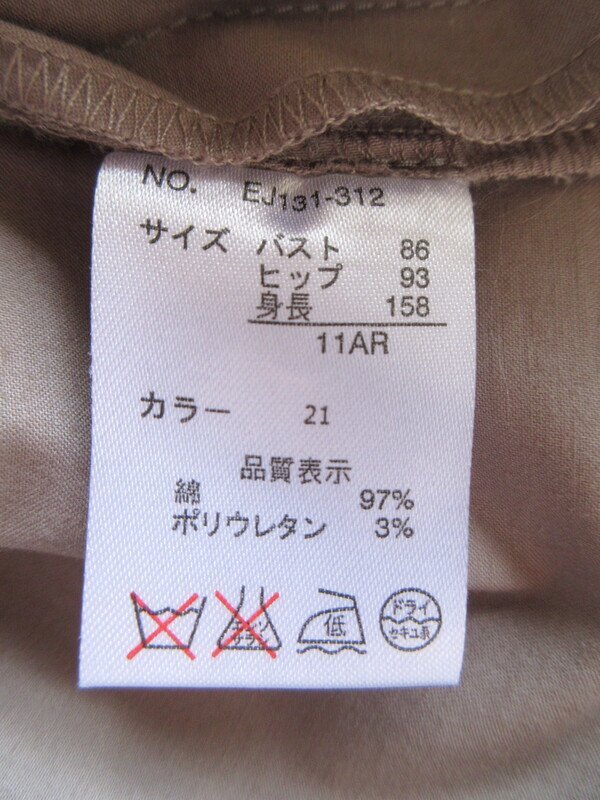 NO. EJ131-312
サイズ バスト 86
ヒップ 93
身長 158
11AR
カラー 21
品質表示
綿 97%
ポリウレタン 3%
低
ドライ
セキユ系